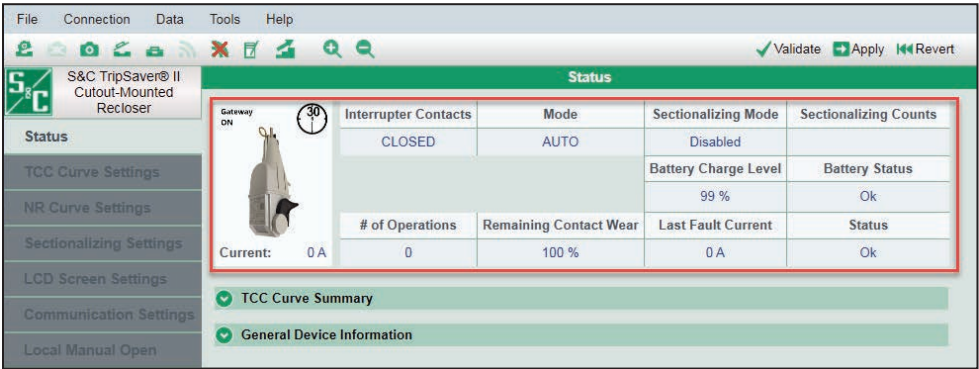 File Connection Data Tools Help
Validate Apply Revert
S&C
S&C TripSaver® II
Cutout-Mounted
Recloser
Status
TCC Curve Settings
NR Curve Settings
Sectionalizing Settings
LCD Screen Settings
Communication Settings
Local Manual Open
Status
Gateway
ON
30
Current: 0 A
Interrupter Contacts Mode Sectionalizing Mode Sectionalizing Counts
CLOSED AUTO Disabled
Battery Charge Level Battery Status
99 % Ok
# of Operations Remaining Contact Wear Last Fault Current Status
0 100 % 0 A Ok
TCC Curve Summary
General Device Information